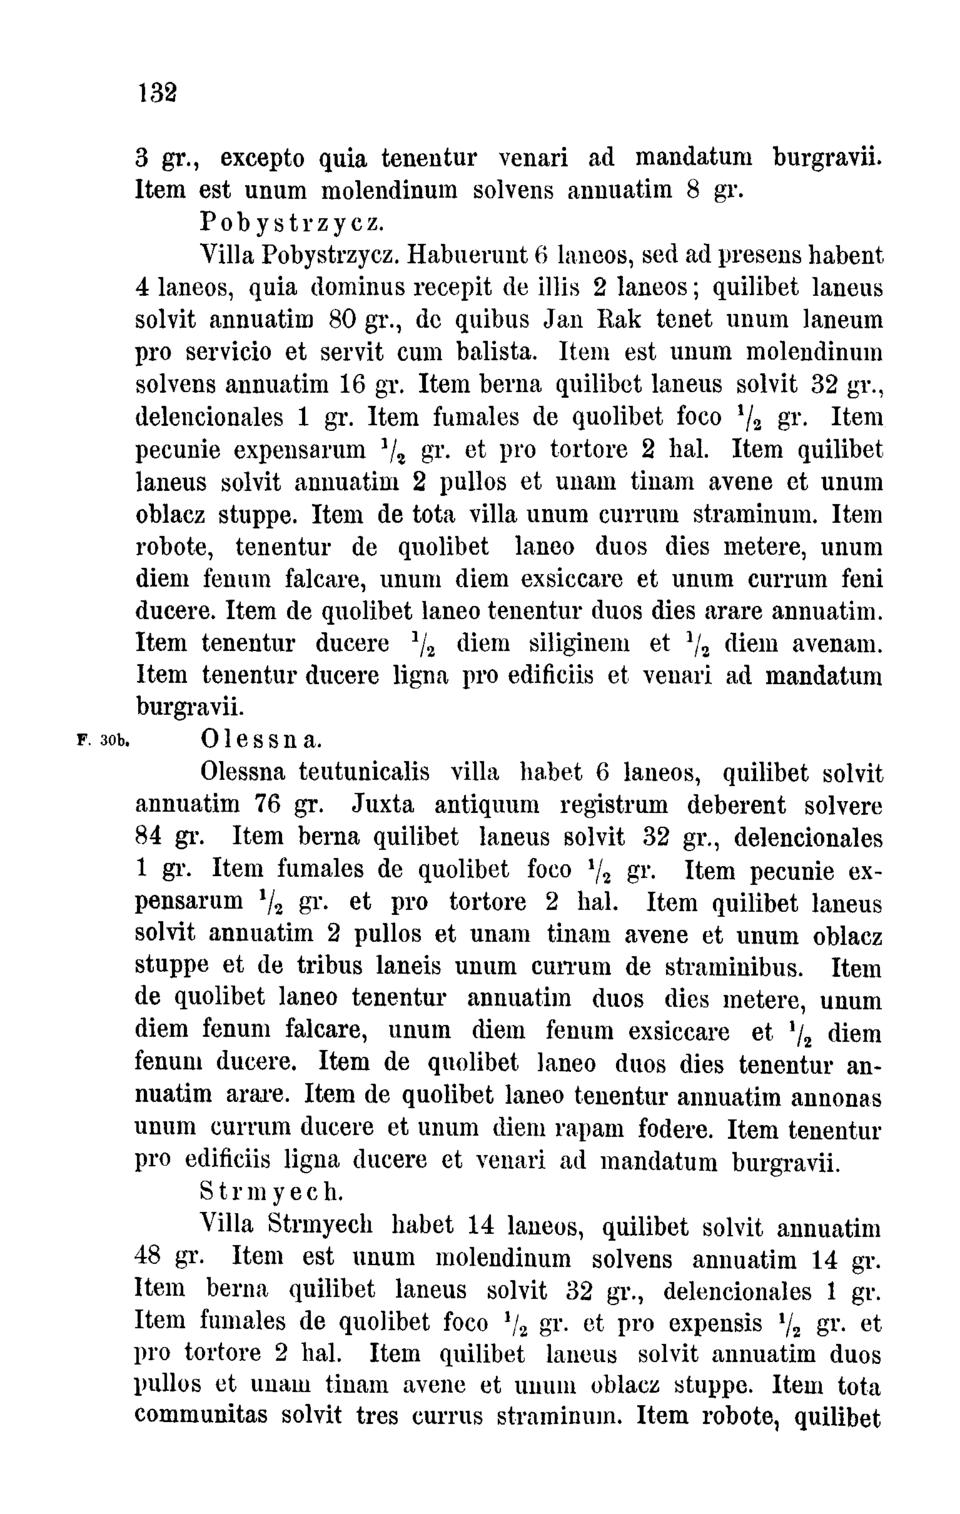 132
3 gr., excepto quia tenentur venari ad mandatum burgravii.
Item est unum molendinum solvens annuatim 8 gr.
Pobystrzycz.
Villa Pobystrzycz. Habuerunt 6 laneos, sed ad presens habent
4 laneos, quia dominus recepit de illis 2 laneos; quilibet laneus
solvit annuatim 80 gr., de quibus Jan Rak tenet unum laneum
pro servicio et servit cum balista. Item est unum molendinum
solvens annuatim 16 gr. Item berna quilibet laneus solvit 32 gr.,
delencionales 1 gr. Item fumales de quolibet foco 1/2 gr. Item
pecunie expensarum 1/2 gr. et pro tortore 2 hal. Item quilibet
laneus solvit annuatim 2 pullos et unam tinam avene et unum
oblacz stuppe. Item de tota villa unum currum straminum. Item
robote, tenentur de quolibet laneo duos dies metere, unum
diem fenum falcare, unum diem exsiccare et unum currum feni
ducere. Item de quolibet laneo tenentur duos dies arare annuatim.
Item tenentur ducere 1/2 diem siliginem et 1/2 diem avenam.
Item tenentur ducere ligna pro edificiis et venari ad mandatum
burgravii.
F. 30b. Olessna.
Olessna teutunicalis villa habet 6 laneos, quilibet solvit
annuatim 76 gr. Juxta antiquum registrum deberent solvere
84 gr. Item berna quilibet laneus solvit 32 gr., delencionales
1 gr. Item fumales de quolibet foco 1/2 gr. Item pecunie ex-
pensarum 1/2 gr. et pro tortore 2 hal. Item quilibet laneus
solvit annuatim 2 pullos et unam tinam avene et unum oblacz
stuppe et de tribus laneis unum currum de straminibus. Item
de quolibet laneo tenentur annuatim duos dies metere, unum
diem fenum falcare, unum diem fenum exsiccare et 1/2 diem
fenum ducere. Item de quolibet laneo duos dies tenentur an-
nuatim arare. Item de quolibet laneo tenentur annuatim annonas
unum currum ducere et unum diem rapam fodere. Item tenentur
pro edificiis ligna ducere et venari ad mandatum burgravii.
Strmyech.
Villa Strmyech habet 14 laneos, quilibet solvit annuatim
48 gr. Item est unum molendinum solvens annuatim 14 gr.
Item berna quilibet laneus solvit 32 gr., delencionales 1 gr.
Item fumales de quolibet foco 1/2 gr. et pro expensis 1/2 gr. et
pro tortore 2 hal. Item quilibet laneus solvit annuatim duos
pullos et unam tinam avene et unum oblacz stuppe. Item tota
communitas solvit tres currus straminum. Item robote, quilibet